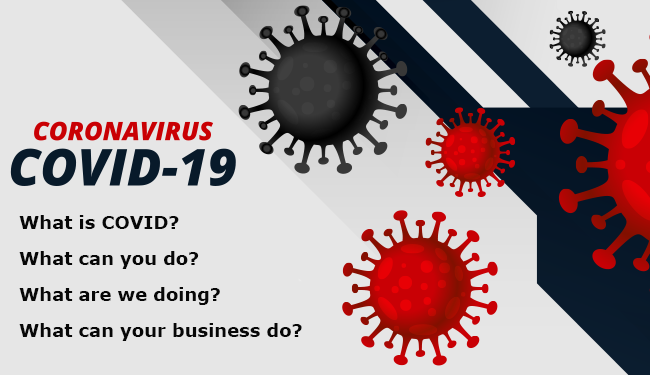 CORONAVIRUS
COVID-19
What is COVID?
What can you do?
What are we doing?
What can your business do?